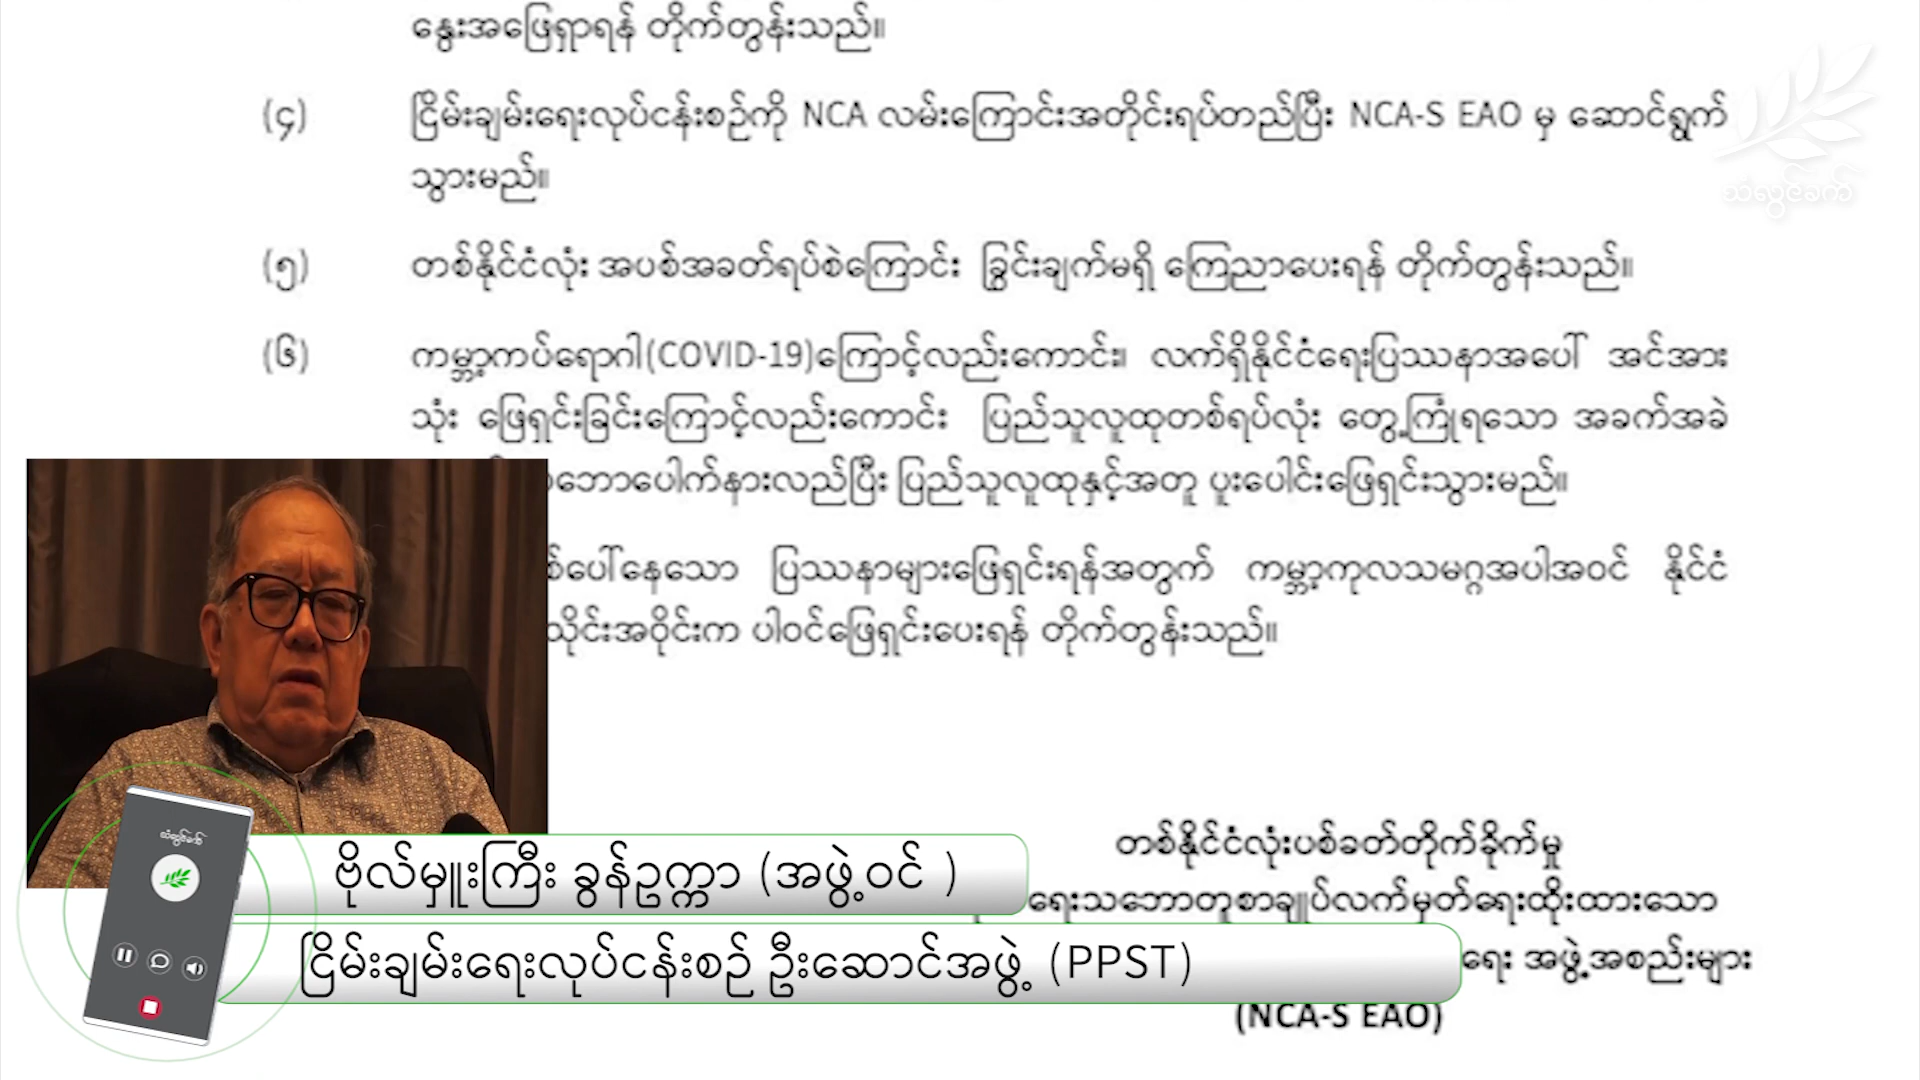 နွေးအဖြေရှာရန် တိုက်တွန်းသည်။
(၄) ငြိမ်းချမ်းရေးလုပ်ငန်းစဉ်ကို NCA လမ်းကြောင်းအတိုင်းရပ်တည်ပြီး NCA-S EAO မှ ဆောင်ရွက်
သွားမည်။
သံလွင်ခက်
(၅) တစ်နိုင်ငံလုံး အပစ်အခတ်ရပ်စဲကြောင်း ခြွင်းချက်မရှိ ကြေညာပေးရန် တိုက်တွန်းသည်။
(၆) ကမ္ဘာ့ကပ်ရောဂါ(COVID-19)ကြောင့်လည်းကောင်း။ လက်ရှိနိုင်ငံရေးပြဿနာအပေါ် အင်အား
သုံး ဖြေရှင်းခြင်းကြောင့်လည်းကောင်း ပြည်သူလူထုတစ်ရပ်လုံး တွေ့ကြုံရသော အခက်အခဲ
ဘောပေါက်နားလည်ပြီး ပြည်သူလူထုနှင့်အတူ ပူးပေါင်းဖြေရှင်းသွားမည်။
စ်ပေါ်နေသော ပြဿနာများဖြေရှင်းရန်အတွက် ကမ္ဘာ့ကုလသမဂ္ဂအပါအဝင် နိုင်ငံ
သိုင်းအဝိုင်းက ပါဝင်ဖြေရှင်းပေးရန် တိုက်တွန်းသည်။
တစ်နိုင်ငံလုံးပစ်ခတ်တိုက်ခိုက်မှု
ရေးသဘောတူစာချုပ်လက်မှတ်ရေးထိုးထားသော
ရေး အဖွဲ့အစည်းများ
(NCA-S EAO)
သံလွင်ခက်
ဗိုလ်မှူးကြီး ခွန်ဥက္ကာ (အဖွဲ့ဝင် )
ငြိမ်းချမ်းရေးလုပ်ငန်းစဉ် ဦးဆောင်အဖွဲ့ (PPST)